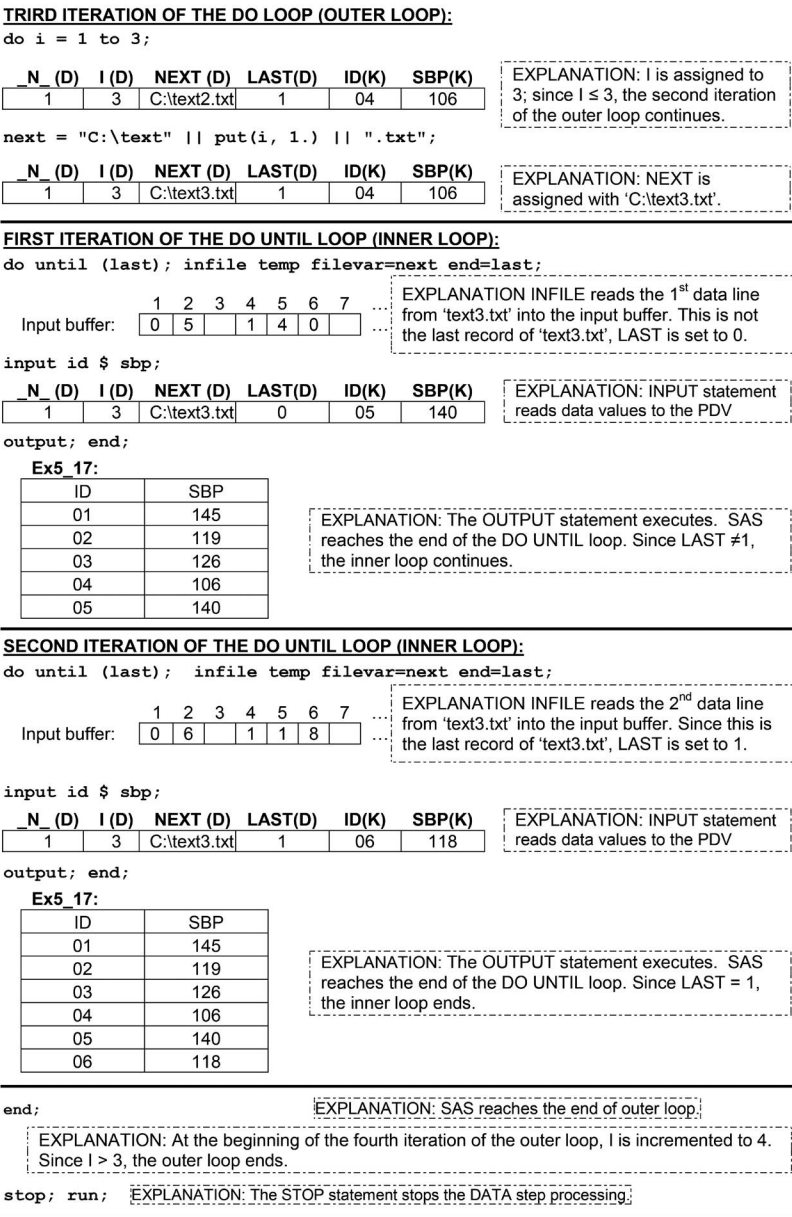 TRIRD ITERATION OF THE DO LOOP (OUTER LOOP):
do i = 1 to 3;
_N_ (D) I (D) NEXT (D) LAST(D) ID(K) SBP(K)
1 3 C:\text2.txt 1 04 106
EXPLANATION: I is assigned to
3; since I ≤ 3, the second iteration
of the outer loop continues.
next = "C:\text" || put(i, 1.) || ".txt";
_N_ (D) I (D) NEXT (D) LAST(D) ID(K) SBP(K)
1 3 C:\text3.txt 1 04 106
EXPLANATION: NEXT is
assigned with ‘C:\text3.txt’.
FIRST ITERATION OF THE DO UNTIL LOOP (INNER LOOP):
do until (last); infile temp filevar=next end=last;
1 2 3 4 5 6 7 ...
Input buffer: 0 5 1 4 0 ...
EXPLANATION INFILE reads the 1st data line
from ‘text3.txt’ into the input buffer. This is not
the last record of ‘text3.txt’, LAST is set to 0.
input id $ sbp;
_N_ (D) I (D) NEXT (D) LAST(D) ID(K) SBP(K)
1 3 C:\text3.txt 0 05 140
EXPLANATION: INPUT statement
reads data values to the PDV
output; end;
Ex5_17:
ID SBP
01 145
02 119
03 126
04 106
05 140
EXPLANATION: The OUTPUT statement executes. SAS
reaches the end of the DO UNTIL loop. Since LAST ≠1,
the inner loop continues.
SECOND ITERATION OF THE DO UNTIL LOOP (INNER LOOP):
do until (last); infile temp filevar=next end=last;
1 2 3 4 5 6 7 ...
Input buffer: 0 6 1 1 8 ...
EXPLANATION INFILE reads the 2nd data line
from ‘text3.txt’ into the input buffer. Since this is
the last record of ‘text3.txt’, LAST is set to 1.
input id $ sbp;
_N_ (D) I (D) NEXT (D) LAST(D) ID(K) SBP(K)
1 3 C:\text3.txt 1 06 118
EXPLANATION: INPUT statement
reads data values to the PDV
output; end;
Ex5_17:
ID SBP
01 145
02 119
03 126
04 106
05 140
06 118
EXPLANATION: The OUTPUT statement executes. SAS
reaches the end of the DO UNTIL loop. Since LAST = 1,
the inner loop ends.
end; EXPLANATION: SAS reaches the end of outer loop.
EXPLANATION: At the beginning of the fourth iteration of the outer loop, I is incremented to 4.
Since I > 3, the outer loop ends.
stop; run; EXPLANATION: The STOP statement stops the DATA step processing.